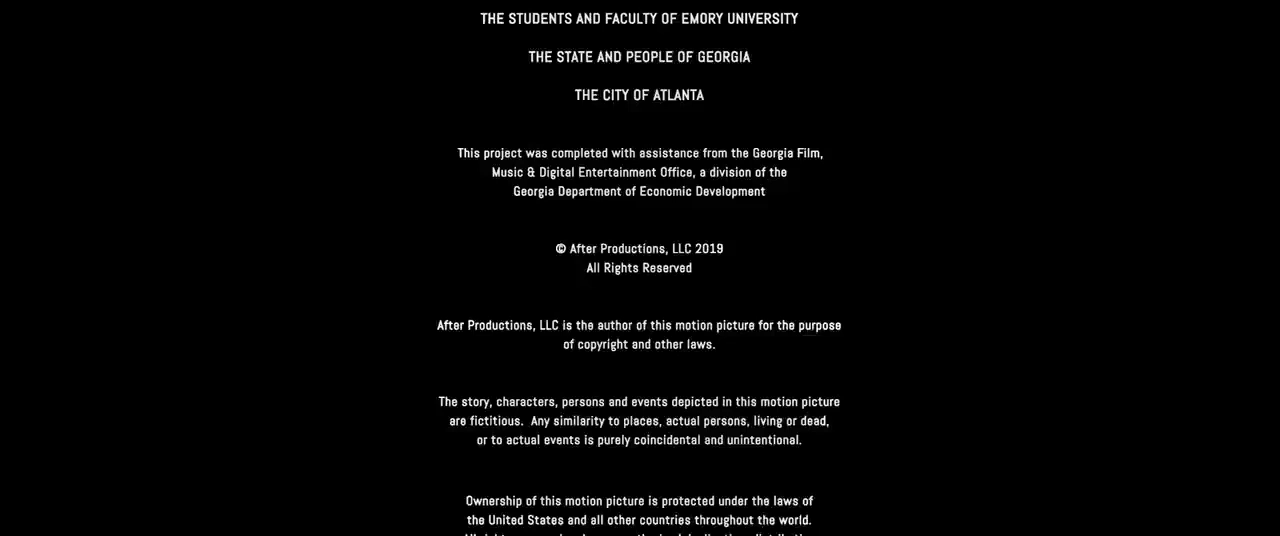 THE STUDENTS AND FACULTY OF EMORY UNIVERSITY
THE STATE AND PEOPLE OF GEORGIA
THE CITY OF ATLANTA
This project was completed with assistance from the Georgia Film,
Music & Digital Entertainment Office, a division of the
Georgia Department of Economic Development
© After Productions, LLC 2019
All Rights Reserved
After Productions, LLC is the author of this motion picture for the purpose
of copyright and other laws.
The story, characters, persons and events depicted in this motion picture
are fictitious.  Any similarity to places, actual persons, living or dead,
or to actual events is purely coincidental and unintentional.
Ownership of this motion picture is protected under the laws of
the United States and all other countries throughout the world.